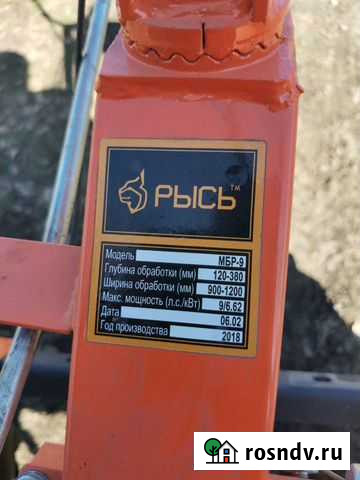 РЫСЬ™
Модель МБР-9
Глубина обработки (мм) 120-380
Ширина обработки (мм) 900-1200
Макс. мощность (л.с./кВт) 9/6.62
Дата 06.02
Год производства 2018
rosndv.ru